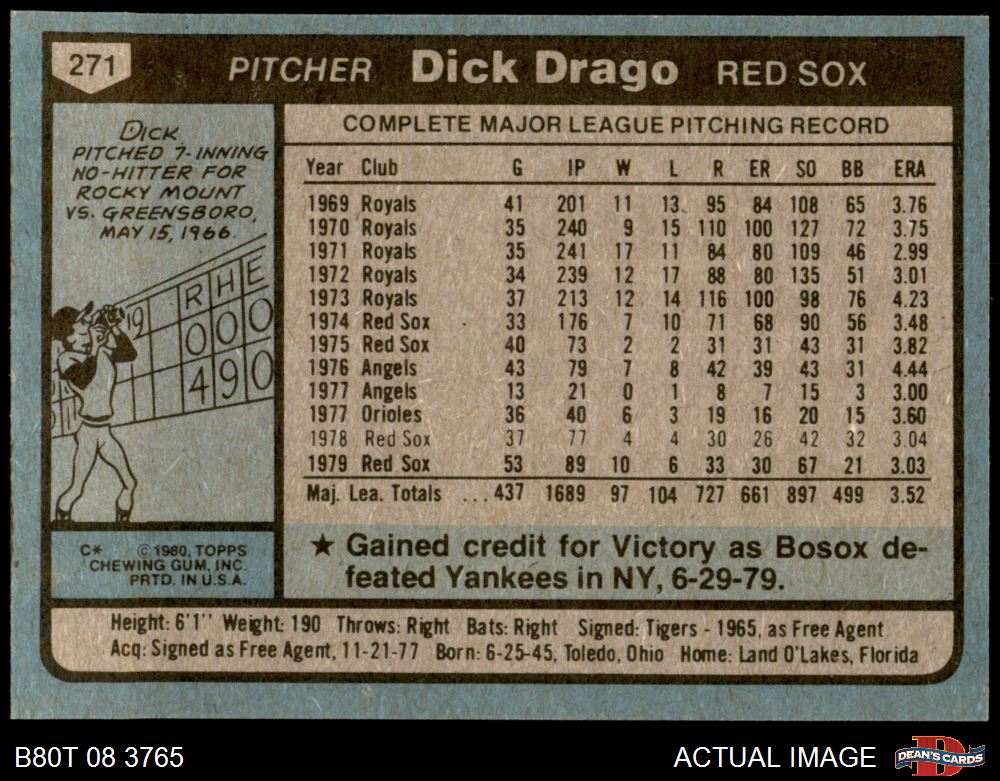 271 PITCHER Dick Drago RED SOX
DICK
PITCHED 7-INNING
NO-HITTER FOR
ROCKY MOUNT
VS. GREENSBORO,
MAY 15, 1966.
19 R H E
0 0 0
4 9 0
C* © 1980, TOPPS
CHEWING GUM, INC.
PRTD. IN U.S.A.
COMPLETE MAJOR LEAGUE PITCHING RECORD
Year Club G IP W L R ER SO BB ERA
1969 Royals 41 201 11 13 95 84 108 65 3.76
1970 Royals 35 240 9 15 110 100 127 72 3.75
1971 Royals 35 241 17 11 84 80 109 46 2.99
1972 Royals 34 239 12 17 88 80 135 51 3.01
1973 Royals 37 213 12 14 116 100 98 76 4.23
1974 Red Sox 33 176 7 10 71 68 90 56 3.48
1975 Red Sox 40 73 2 2 31 31 43 31 3.82
1976 Angels 43 79 7 8 42 39 43 31 4.44
1977 Angels 13 21 0 1 8 7 15 3 3.00
1977 Orioles 36 40 6 3 19 16 20 15 3.60
1978 Red Sox 37 77 4 4 30 26 42 32 3.04
1979 Red Sox 53 89 10 6 33 30 67 21 3.03
Maj. Lea. Totals ...437 1689 97 104 727 661 897 499 3.52
★ Gained credit for Victory as Bosox de-
feated Yankees in NY, 6-29-79.
Height: 6'1'' Weight: 190 Throws: Right Bats: Right Signed: Tigers - 1965, as Free Agent
Acq: Signed as Free Agent, 11-21-77 Born: 6-25-45, Toledo, Ohio Home: Land O'Lakes, Florida
B80T 08 3765 ACTUAL IMAGE DEAN'S CARDS